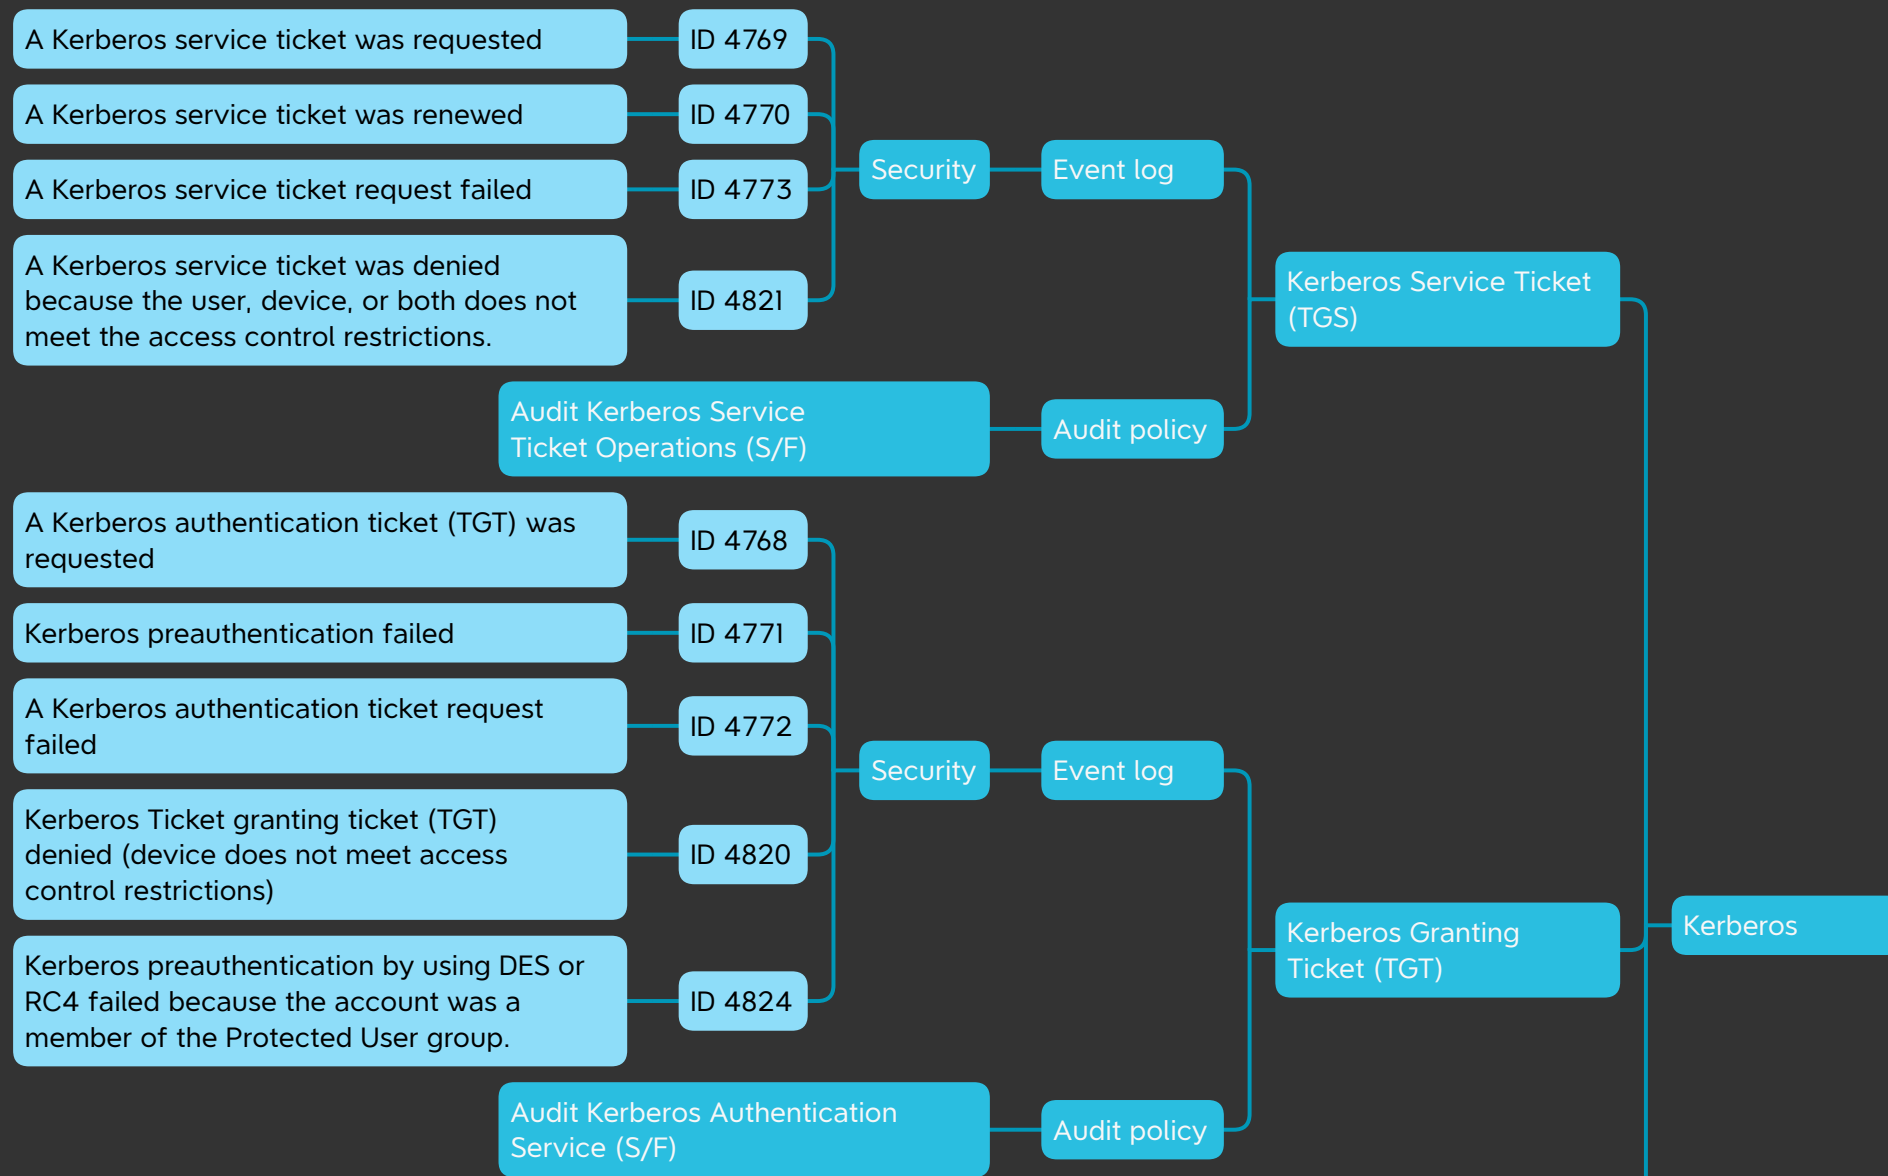 A Kerberos service ticket was requested
ID 4769
A Kerberos service ticket was renewed
ID 4770
Security
Event log
A Kerberos service ticket request failed
ID 4773
A Kerberos service ticket was denied
because the user, device, or both does not
meet the access control restrictions.
ID 4821
Kerberos Service Ticket
(TGS)
Audit Kerberos Service
Ticket Operations (S/F)
Audit policy
A Kerberos authentication ticket (TGT) was
requested
ID 4768
Kerberos preauthentication failed
ID 4771
A Kerberos authentication ticket request
failed
ID 4772
Security
Event log
Kerberos Ticket granting ticket (TGT)
denied (device does not meet access
control restrictions)
ID 4820
Kerberos Granting
Ticket (TGT)
Kerberos
Kerberos preauthentication by using DES or
RC4 failed because the account was a
member of the Protected User group.
ID 4824
Audit Kerberos Authentication
Service (S/F)
Audit policy